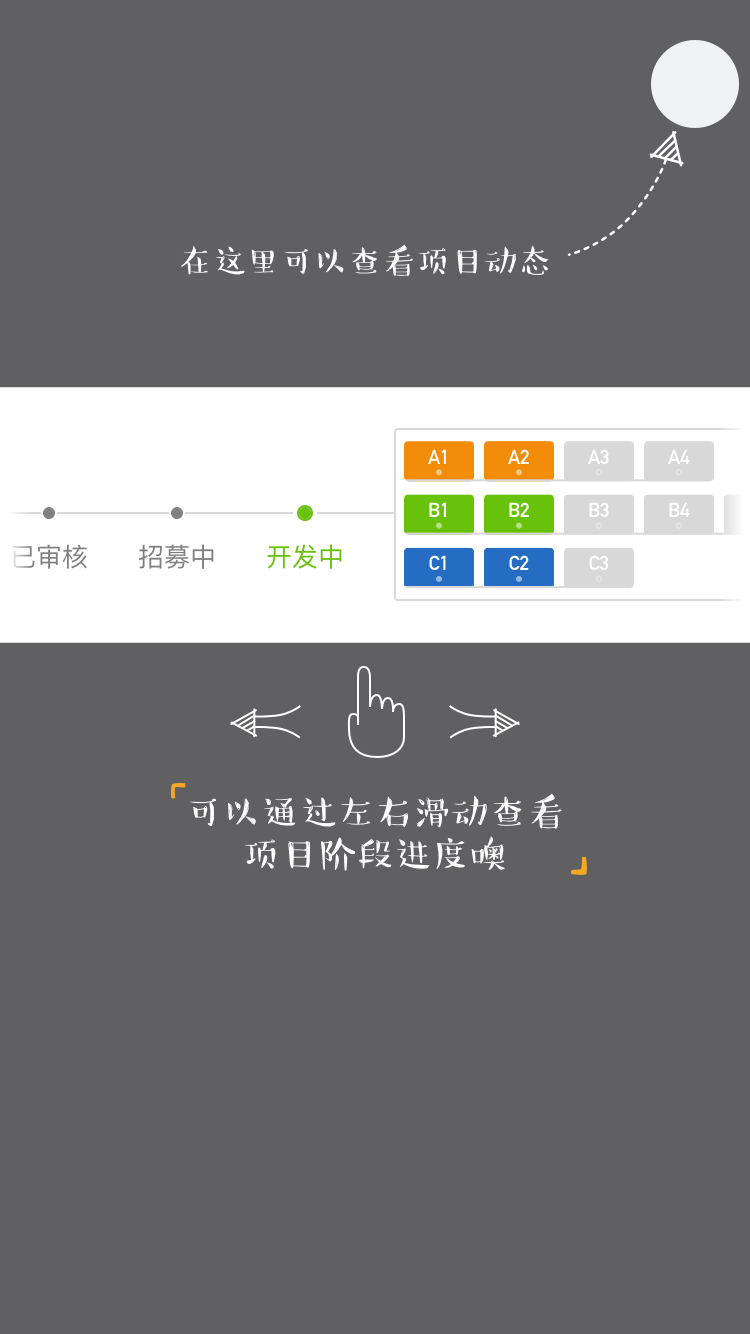 在这里可以查看项目动态
A1 A2 A3 A4
B1 B2 B3 B4
C1 C2 C3
已审核 招募中 开发中
可以通过左右滑动查看
项目阶段进度噢